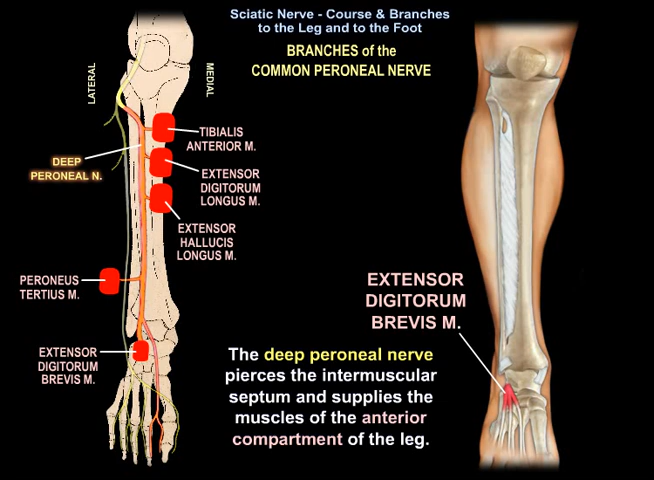 Sciatic Nerve - Course & Branches
to the Leg and to the Foot
BRANCHES of the
COMMON PERONEAL NERVE
LATERAL
MEDIAL
TIBIALIS
ANTERIOR M.
DEEP
PERONEAL N.
EXTENSOR
DIGITORUM
LONGUS M.
EXTENSOR
HALLUCIS
LONGUS M.
PERONEUS
TERTIUS M.
EXTENSOR
DIGITORUM
BREVIS M.
EXTENSOR
DIGITORUM
BREVIS M.
The deep peroneal nerve
pierces the intermuscular
septum and supplies the
muscles of the anterior
compartment of the leg.